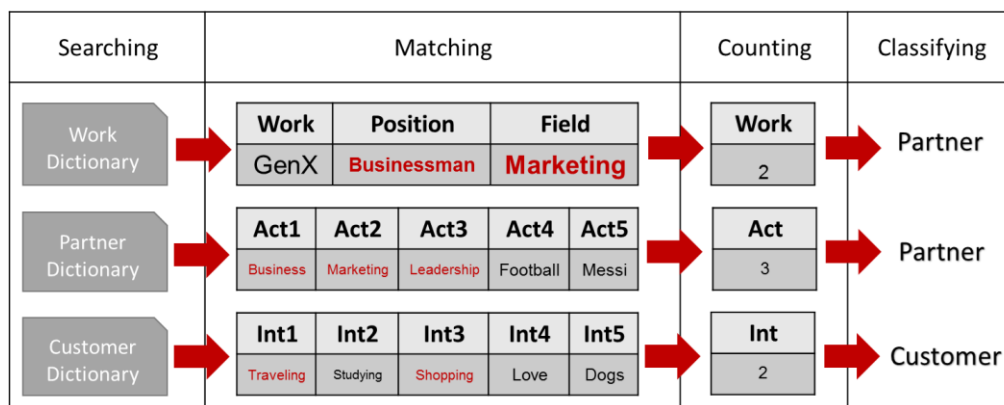 Searching Matching Counting Classifying
Work Dictionary
Work Position Field
GenX Businessman Marketing
Work
2
Partner
Partner Dictionary
Act1 Act2 Act3 Act4 Act5
Business Marketing Leadership Football Messi
Act
3
Partner
Customer Dictionary
Int1 Int2 Int3 Int4 Int5
Traveling Studying Shopping Love Dogs
Int
2
Customer